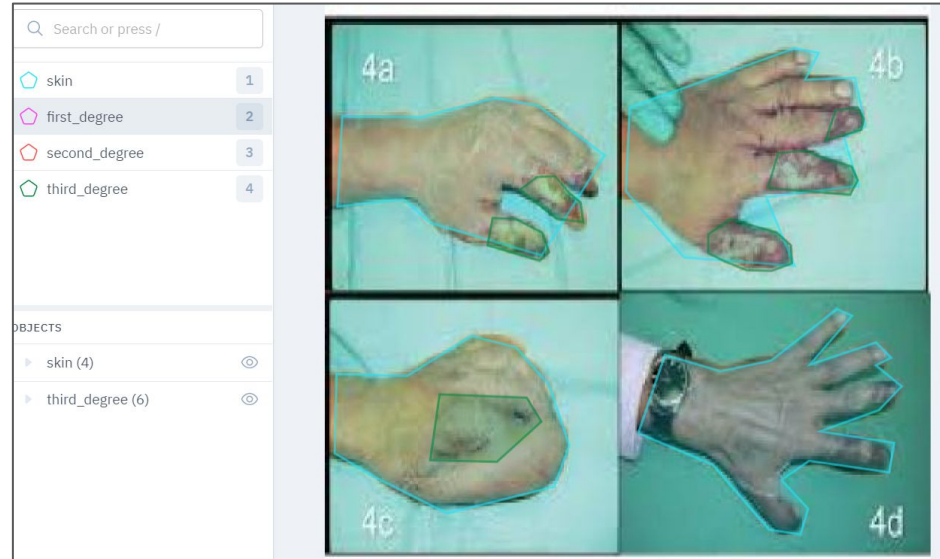 Search or press /
skin 1
first_degree 2
second_degree 3
third_degree 4
OBJECTS
skin (4)
third_degree (6)
4a
4b
4c
4d